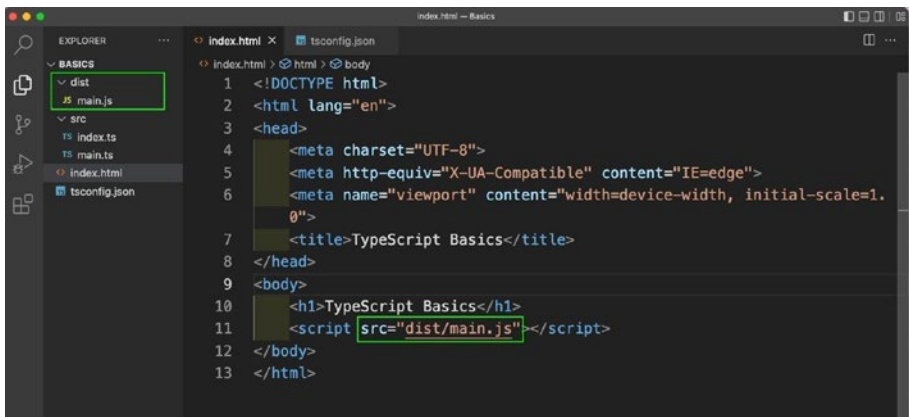 index.html — Basics
EXPLORER ...
index.html × tsconfig.json ...
BASICS
index.html > html > body
dist
JS main.js
src
TS index.ts
TS main.ts
index.html
tsconfig.json
1 <!DOCTYPE html>
2 <html lang="en">
3 <head>
4 <meta charset="UTF-8">
5 <meta http-equiv="X-UA-Compatible" content="IE=edge">
6 <meta name="viewport" content="width=device-width, initial-scale=1.
0">
7 <title>TypeScript Basics</title>
8 </head>
9 <body>
10 <h1>TypeScript Basics</h1>
11 <script src="dist/main.js"></script>
12 </body>
13 </html>